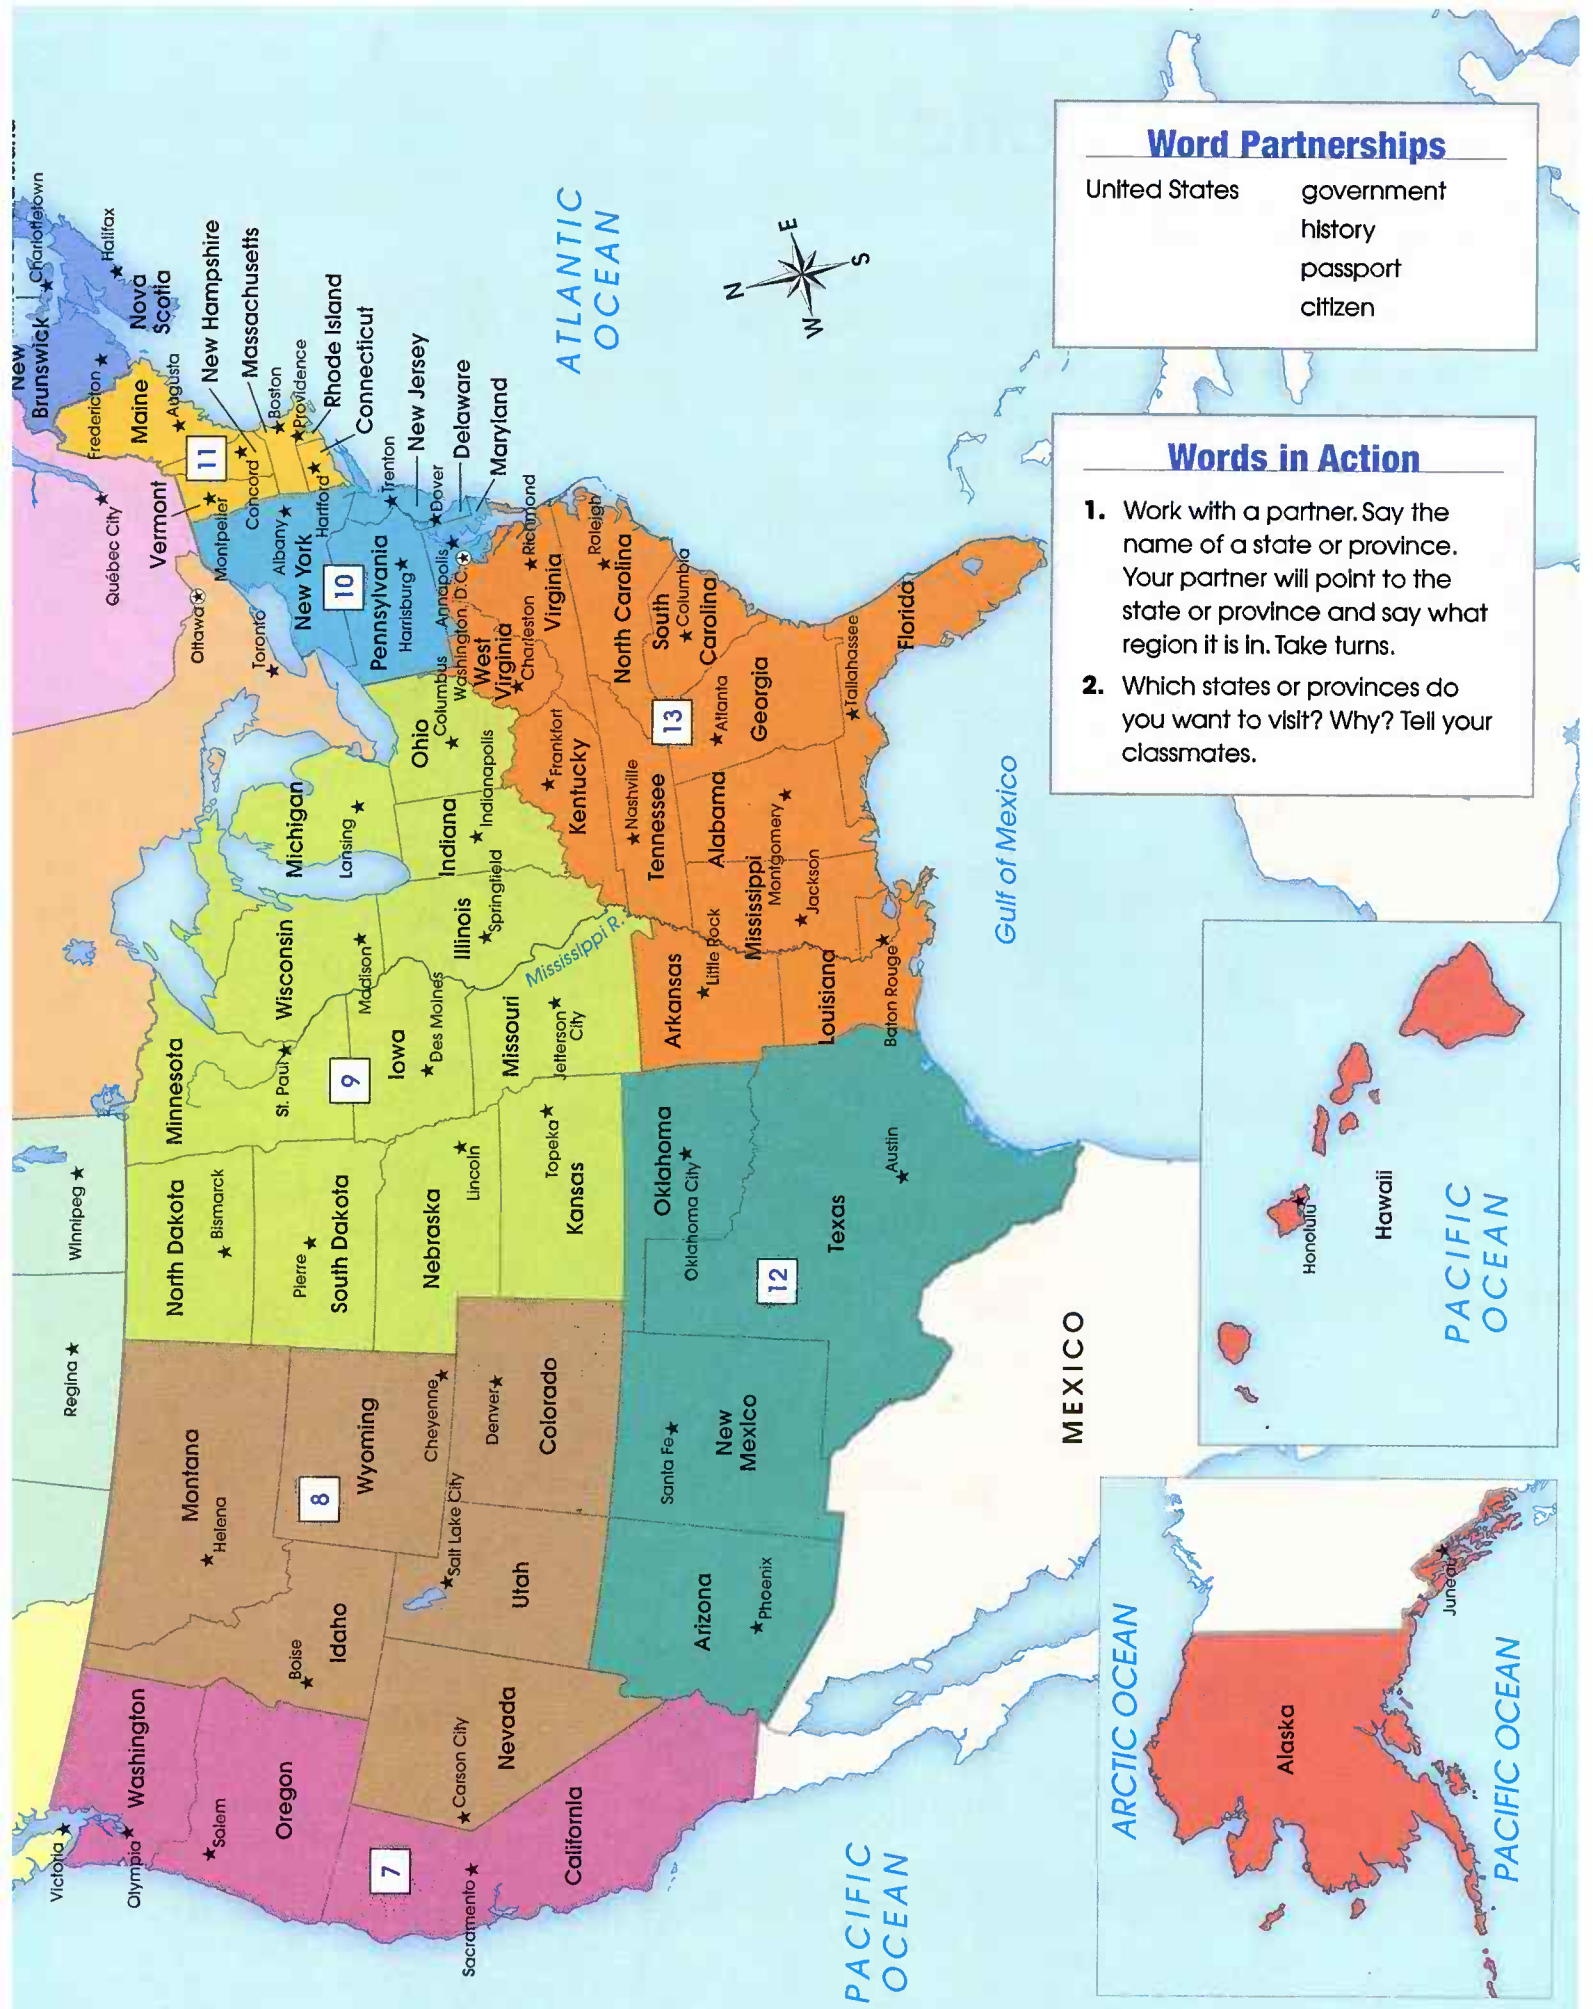 New
Brunswick
Charlottetown
Fredericton
Halifax
Nova
Scotia
Québec City
Ottawa
Toronto
Winnipeg
Regina
Victoria
Maine
Augusta
11
New Hampshire
Massachusetts
Boston
Providence
Rhode Island
Connecticut
Vermont
Montpelier
Concord
Hartford
Albany
New York
10
Pennsylvania
Harrisburg
Trenton
New Jersey
Dover
Delaware
Maryland
Annapolis
Washington, D.C.
ATLANTIC
OCEAN
N
E
S
W
Richmond
Virginia
West
Virginia
Charleston
Raleigh
North Carolina
South
Carolina
Columbia
13
Atlanta
Georgia
Tallahassee
Florida
Frankfort
Kentucky
Nashville
Tennessee
Alabama
Montgomery
Mississippi
Jackson
Arkansas
Little Rock
Louisiana
Baton Rouge
Gulf of Mexico
Ohio
Columbus
Michigan
Lansing
Indiana
Indianapolis
Illinois
Springfield
Wisconsin
Madison
Mississippi R.
Minnesota
St. Paul
9
Iowa
Des Moines
Missouri
Jefferson
City
North Dakota
Bismarck
Pierre
South Dakota
Nebraska
Lincoln
Topeka
Kansas
Oklahoma
Oklahoma City
Texas
Austin
12
Santa Fe
New
Mexico
Arizona
Phoenix
Montana
Helena
8
Wyoming
Cheyenne
Denver
Colorado
Salt Lake City
Utah
Boise
Idaho
Carson City
Nevada
Washington
Olympia
Salem
Oregon
7
Sacramento
California
PACIFIC
OCEAN
MEXICO
ARCTIC OCEAN
Alaska
Juneau
PACIFIC OCEAN
Honolulu
Hawaii
PACIFIC
OCEAN
Words in Action
1. Work with a partner. Say the
name of a state or province.
Your partner will point to the
state or province and say what
region it is in. Take turns.
2. Which states or provinces do
you want to visit? Why? Tell your
classmates.
Word Partnerships
United States government
history
passport
citizen